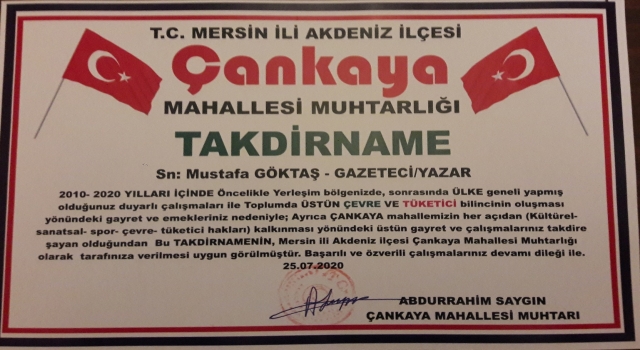 T.C. MERSİN İLİ AKDENİZ İLÇESİ
Çankaya
MAHALLESİ MUHTARLIĞI
TAKDİRNAME
Sn: Mustafa GÖKTAŞ - GAZETECİ/YAZAR
2010- 2020 YILLARI İÇİNDE Öncelikle Yerleşim bölgenizde, sonrasında ÜLKE geneli yapmış
olduğunuz duyarlı çalışmaları ile Toplumda ÜSTÜN ÇEVRE VE TÜKETİCİ bilincinin oluşması
yönündeki gayret ve emekleriniz nedeniyle; Ayrıca ÇANKAYA mahallemizin her açıdan (Kültürel-
sanatsal- spor- çevre- tüketici hakları) kalkınması yönündeki üstün gayret ve çalışmalarınız takdire
şayan olduğundan Bu TAKDİRNAMENİN, Mersin ili Akdeniz ilçesi Çankaya Mahallesi Muhtarlığı
olarak tarafınıza verilmesi uygun görülmüştür. Başarılı ve özverili çalışmalarınız devamı dileği ile.
25.07.2020
ABDURRAHİM SAYGIN
ÇANKAYA MAHALLESİ MUHTARI